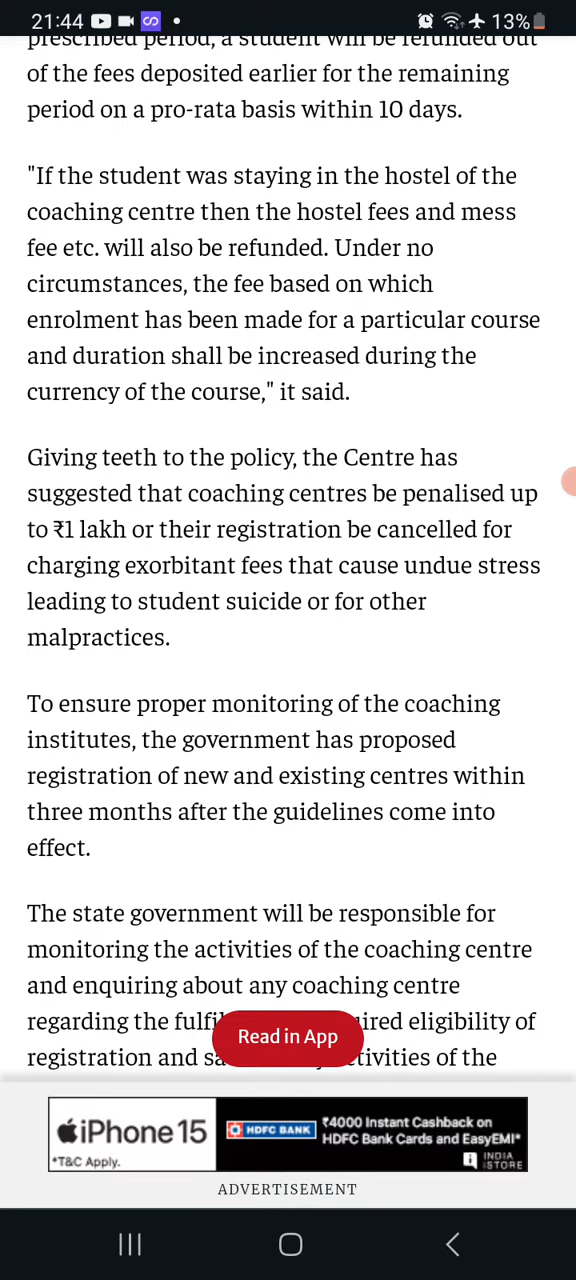 21:44
13%
prescribed period, a student will be refunded out
of the fees deposited earlier for the remaining
period on a pro-rata basis within 10 days.
"If the student was staying in the hostel of the
coaching centre then the hostel fees and mess
fee etc. will also be refunded. Under no
circumstances, the fee based on which
enrolment has been made for a particular course
and duration shall be increased during the
currency of the course," it said.
Giving teeth to the policy, the Centre has
suggested that coaching centres be penalised up
to ₹1 lakh or their registration be cancelled for
charging exorbitant fees that cause undue stress
leading to student suicide or for other
malpractices.
To ensure proper monitoring of the coaching
institutes, the government has proposed
registration of new and existing centres within
three months after the guidelines come into
effect.
The state government will be responsible for
monitoring the activities of the coaching centre
and enquiring about any coaching centre
regarding the eligibility of
registration and of the
Read in App
iPhone 15
*T&C Apply.
HDFC BANK
₹4000 Instant Cashback on
HDFC Bank Cards and EasyEMI*
INDIA
iSTORE
ADVERTISEMENT